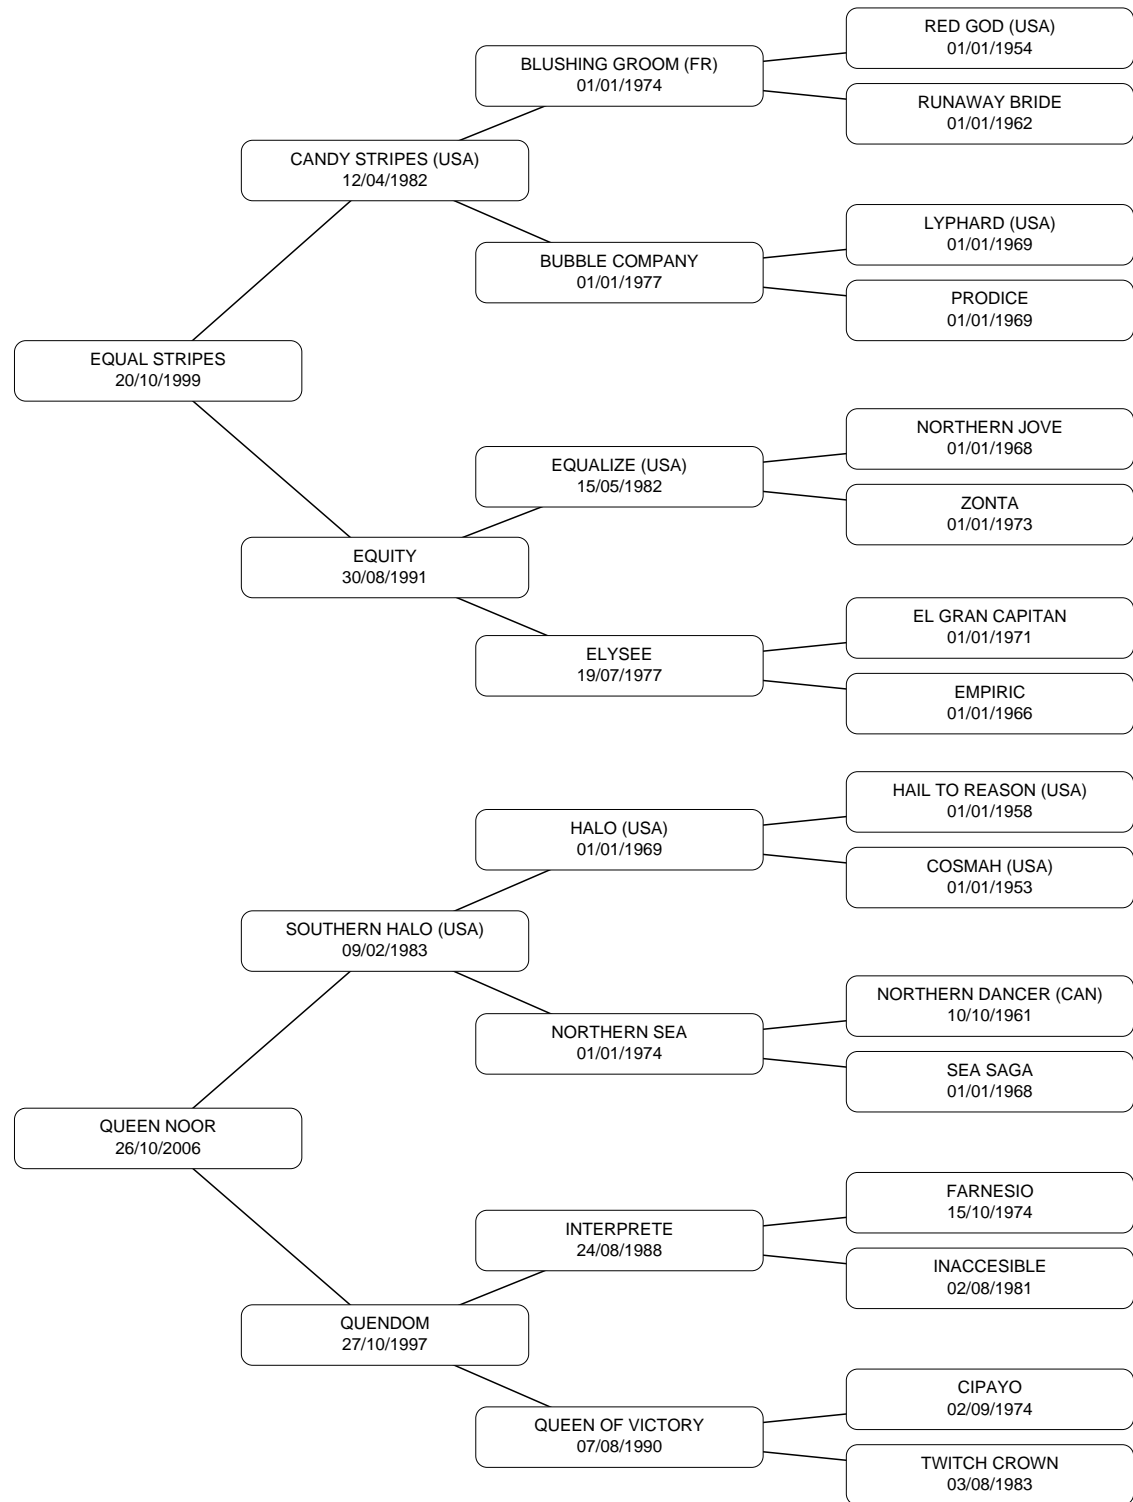 RED GOD (USA)
01/01/1954
BLUSHING GROOM (FR)
01/01/1974
RUNAWAY BRIDE
01/01/1962
CANDY STRIPES (USA)
12/04/1982
LYPHARD (USA)
01/01/1969
BUBBLE COMPANY
01/01/1977
PRODICE
01/01/1969
EQUAL STRIPES
20/10/1999
NORTHERN JOVE
01/01/1968
EQUALIZE (USA)
15/05/1982
ZONTA
01/01/1973
EQUITY
30/08/1991
EL GRAN CAPITAN
01/01/1971
ELYSEE
19/07/1977
EMPIRIC
01/01/1966
HAIL TO REASON (USA)
01/01/1958
HALO (USA)
01/01/1969
COSMAH (USA)
01/01/1953
SOUTHERN HALO (USA)
09/02/1983
NORTHERN DANCER (CAN)
10/10/1961
NORTHERN SEA
01/01/1974
SEA SAGA
01/01/1968
QUEEN NOOR
26/10/2006
FARNESIO
15/10/1974
INTERPRETE
24/08/1988
INACCESIBLE
02/08/1981
QUENDOM
27/10/1997
CIPAYO
02/09/1974
QUEEN OF VICTORY
07/08/1990
TWITCH CROWN
03/08/1983